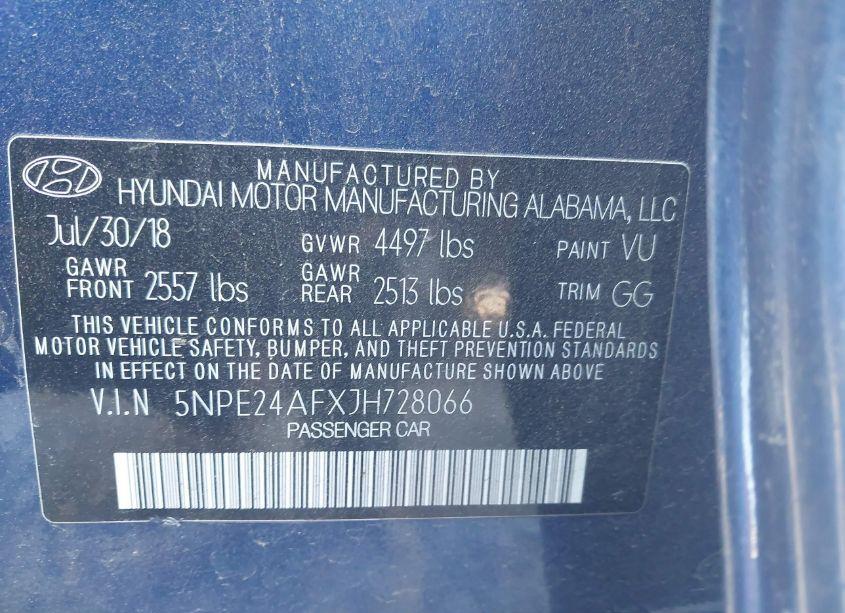 MANUFACTURED BY
HYUNDAI MOTOR MANUFACTURING ALABAMA, LLC
Jul/30/18 GVWR 4497 lbs PAINT VU
GAWR FRONT 2557 lbs GAWR REAR 2513 lbs TRIM GG
THIS VEHICLE CONFORMS TO ALL APPLICABLE U.S.A. FEDERAL
MOTOR VEHICLE SAFETY, BUMPER, AND THEFT PREVENTION STANDARDS
IN EFFECT ON THE DATE OF MANUFACTURE SHOWN ABOVE
V.I.N 5NPE24AFXJH728066
PASSENGER CAR